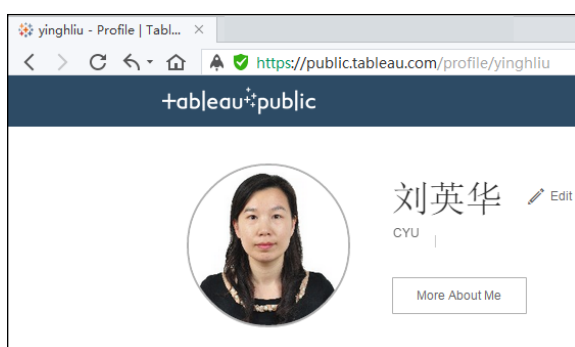 yinghliu - Profile | Tabl...
https://public.tableau.com/profile/yinghliu
+ableau+public
刘英华
Edit
CYU
More About Me